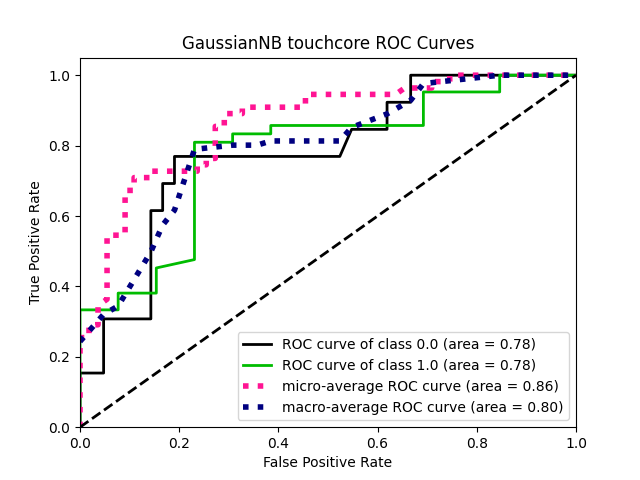 GaussianNB touchcore ROC Curves
True Positive Rate
1.0
0.8
0.6
0.4
0.2
0.0
ROC curve of class 0.0 (area = 0.78)
ROC curve of class 1.0 (area = 0.78)
micro-average ROC curve (area = 0.86)
macro-average ROC curve (area = 0.80)
0.0 0.2 0.4 0.6 0.8 1.0
False Positive Rate